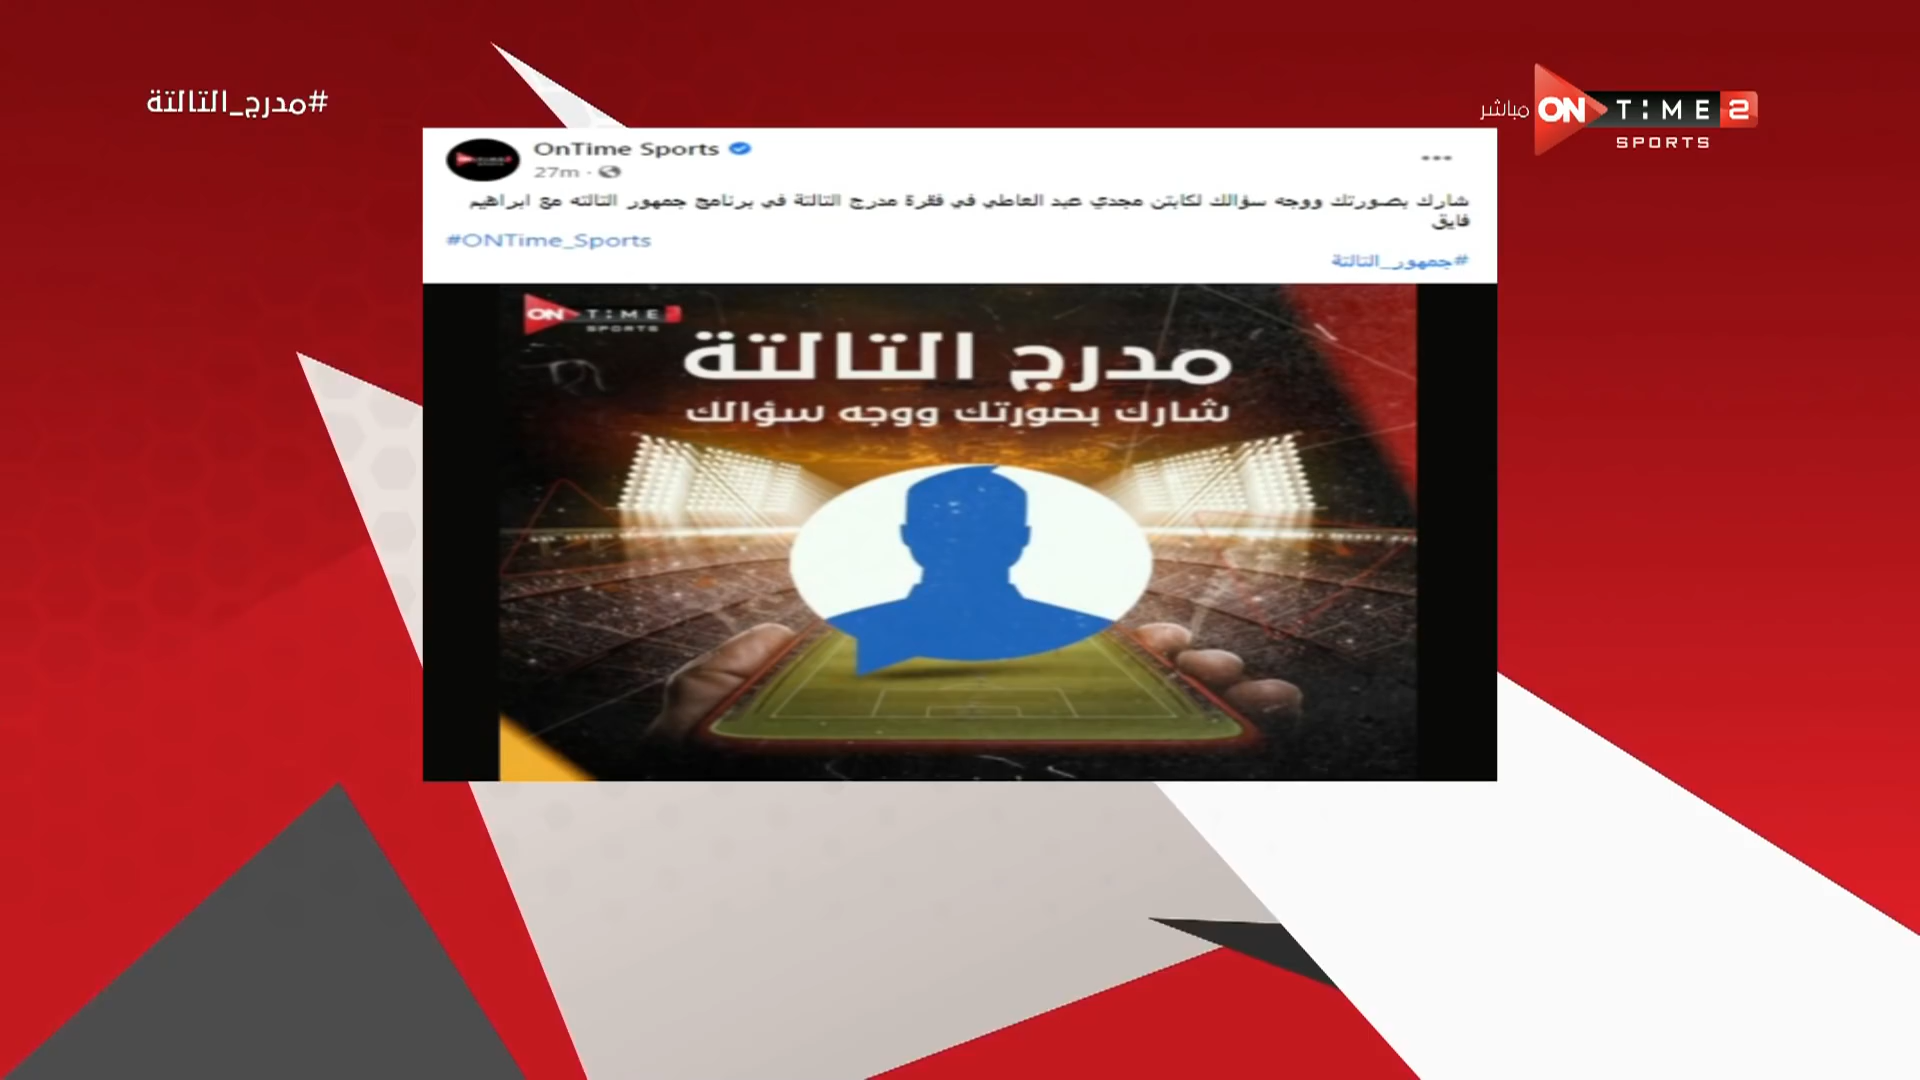 #مدرج_التالتة
مباشر
ON TIME 2
SPORTS
OnTime Sports
27m ·
شارك بصورتك ووجه سؤالك لكابتن مجدي عبد العاطي في فقرة مدرج التالتة في برنامج جمهور التالته مع ابراهيم
فايق
#ONTime_Sports
#جمهور_التالتة
ON TIME 2
SPORTS
مدرج التالتة
شارك بصورتك ووجه سؤالك